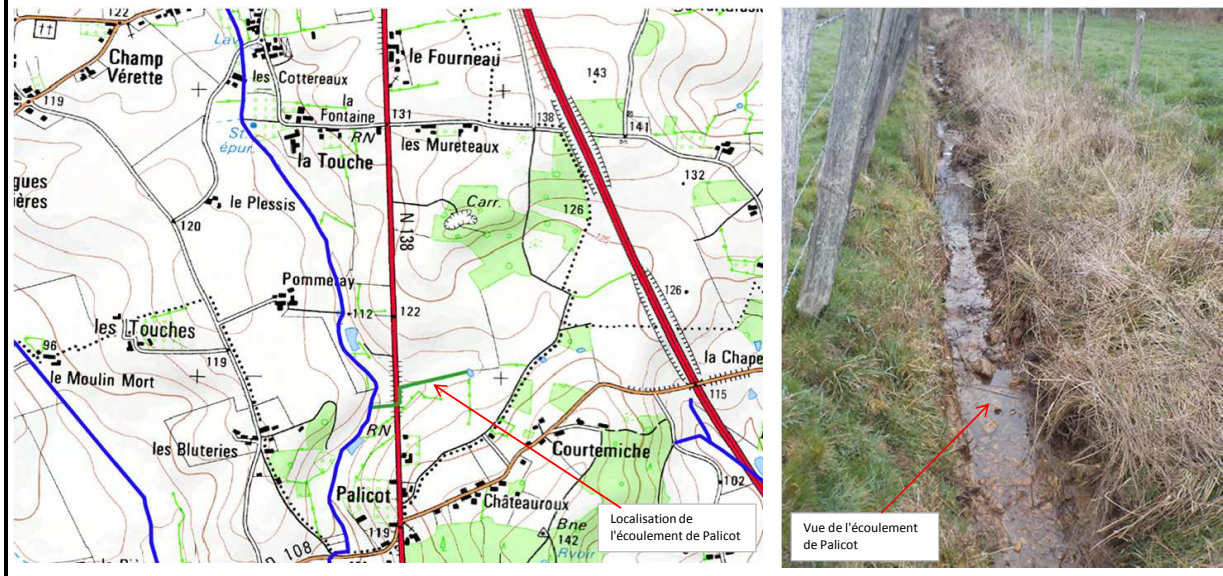 122
Lav
Champ
Vérette
les Cottereaux
le Fourneau
143
119
la
Fontaine
131
138
141
RN
St.
épur.
la Touche
les Mureteaux
132
ières
le Plessis
Carr.
126
120
N 138
125
Pommeray
112
122
126
les Touches
96
119
le Moulin Mort
la Chape
115
RN
les Bluteries
Courtemiche
102
Palicot
Châteauroux
119
Bne
142
Rvoir
D 108
Localisation de
l'écoulement de Palicot
Vue de l'écoulement
de Palicot